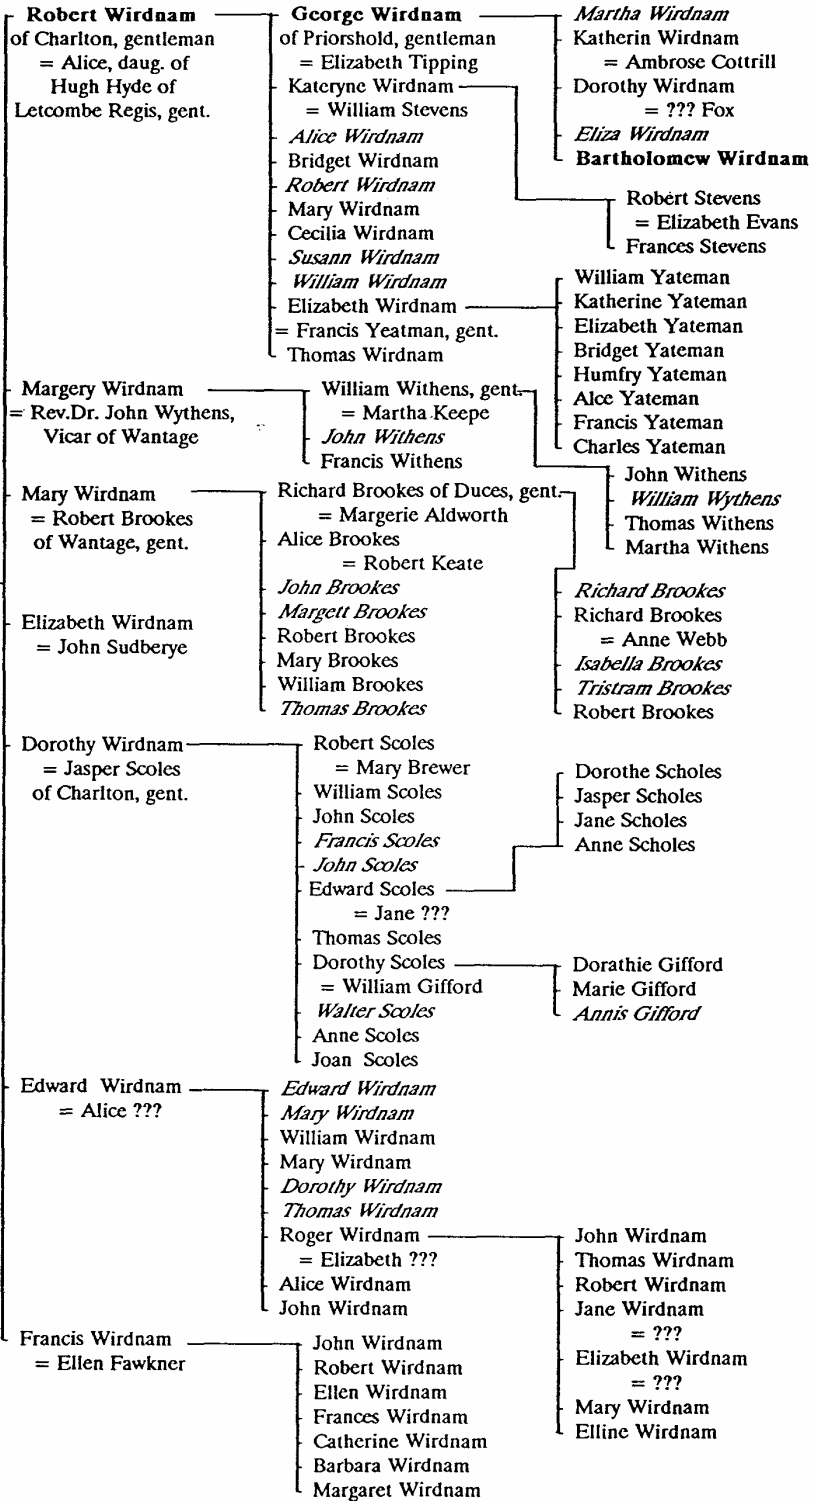 Robert Wirdnam
of Charlton, gentleman
= Alice, daug. of
Hugh Hyde of
Letcombe Regis, gent.
George Wirdnam
of Priorshold, gentleman
= Elizabeth Tipping
Kateryne Wirdnam
= William Stevens
Alice Wirdnam
Bridget Wirdnam
Robert Wirdnam
Mary Wirdnam
Cecilia Wirdnam
Susann Wirdnam
William Wirdnam
Elizabeth Wirdnam
= Francis Yeatman, gent.
Thomas Wirdnam
Martha Wirdnam
Katherin Wirdnam
= Ambrose Cottrill
Dorothy Wirdnam
= ??? Fox
Eliza Wirdnam
Bartholomew Wirdnam
Robert Stevens
= Elizabeth Evans
Frances Stevens
William Yateman
Katherine Yateman
Elizabeth Yateman
Bridget Yateman
Humfry Yateman
Alce Yateman
Francis Yateman
Charles Yateman
Margery Wirdnam
= Rev.Dr. John Wythens,
Vicar of Wantage
William Withens, gent.
= Martha Keepe
John Withens
Francis Withens
John Withens
William Wythens
Thomas Withens
Martha Withens
Mary Wirdnam
= Robert Brookes
of Wantage, gent.
Richard Brookes of Duces, gent.
= Margerie Aldworth
Alice Brookes
= Robert Keate
John Brookes
Margett Brookes
Robert Brookes
Mary Brookes
William Brookes
Thomas Brookes
Richard Brookes
Richard Brookes
= Anne Webb
Isabella Brookes
Tristram Brookes
Robert Brookes
Elizabeth Wirdnam
= John Sudberye
Dorothy Wirdnam
= Jasper Scoles
of Charlton, gent.
Robert Scoles
= Mary Brewer
William Scoles
John Scoles
Francis Scoles
John Scoles
Edward Scoles
= Jane ???
Thomas Scoles
Dorothy Scoles
= William Gifford
Walter Scoles
Anne Scoles
Joan Scoles
Dorothe Scholes
Jasper Scholes
Jane Scholes
Anne Scholes
Dorathie Gifford
Marie Gifford
Annis Gifford
Edward Wirdnam
= Alice ???
Edward Wirdnam
Mary Wirdnam
William Wirdnam
Mary Wirdnam
Dorothy Wirdnam
Thomas Wirdnam
Roger Wirdnam
= Elizabeth ???
Alice Wirdnam
John Wirdnam
John Wirdnam
Thomas Wirdnam
Robert Wirdnam
Jane Wirdnam
= ???
Elizabeth Wirdnam
= ???
Mary Wirdnam
Elline Wirdnam
Francis Wirdnam
= Ellen Fawkner
John Wirdnam
Robert Wirdnam
Ellen Wirdnam
Frances Wirdnam
Catherine Wirdnam
Barbara Wirdnam
Margaret Wirdnam